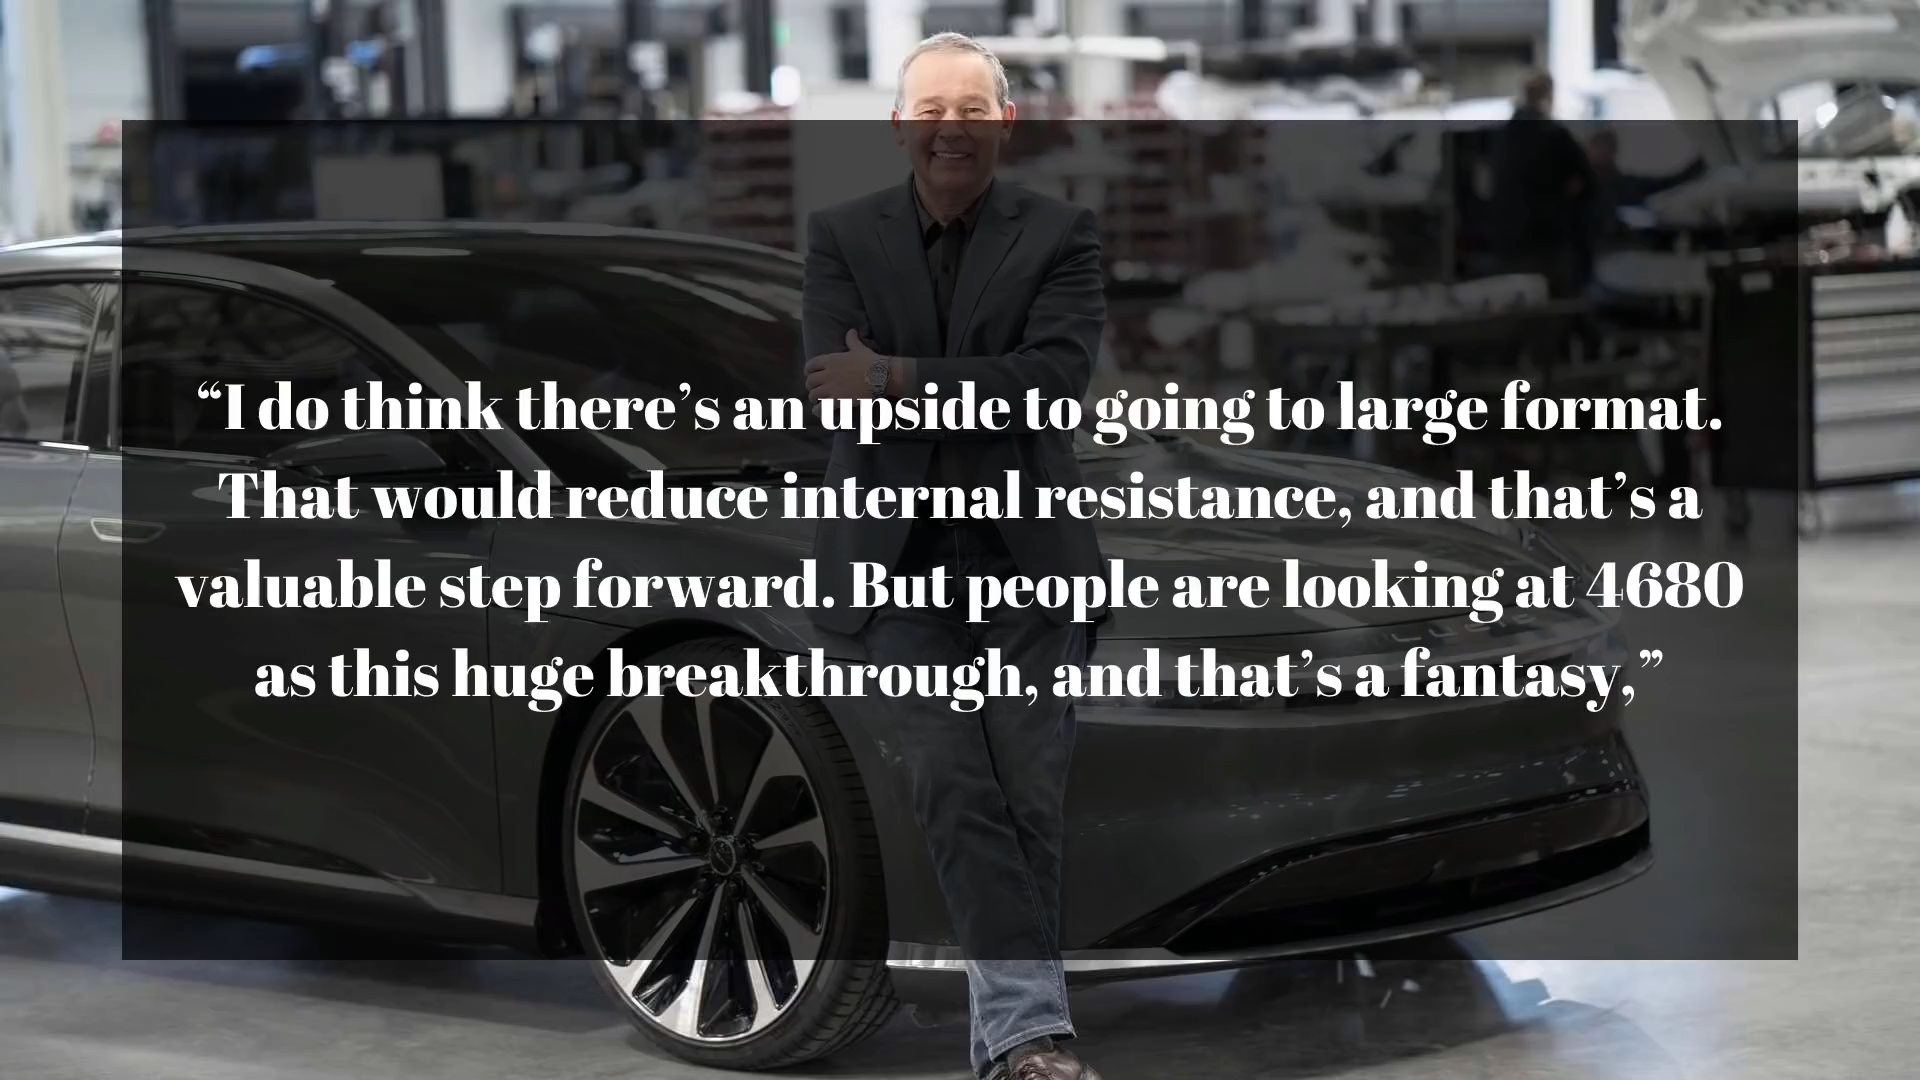 “I do think there’s an upside to going to large format.
That would reduce internal resistance, and that’s a
valuable step forward. But people are looking at 4680
as this huge breakthrough, and that’s a fantasy,”
LUCID